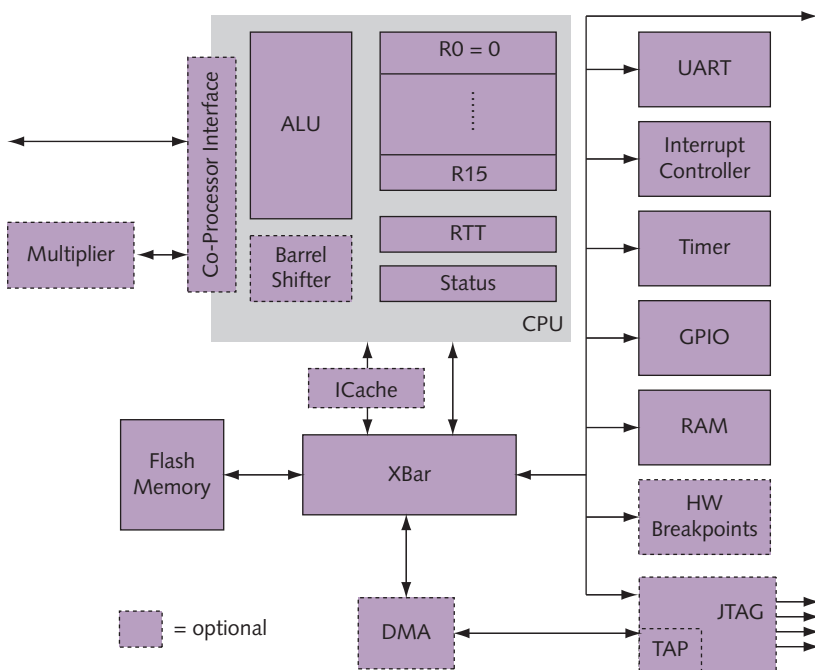 R0 = 0
UART
Co-Processor Interface
ALU
Interrupt
Controller
R15
Multiplier
RTT
Timer
Barrel
Shifter
Status
CPU
GPIO
ICache
RAM
Flash
Memory
XBar
HW
Breakpoints
= optional
DMA
JTAG
TAP